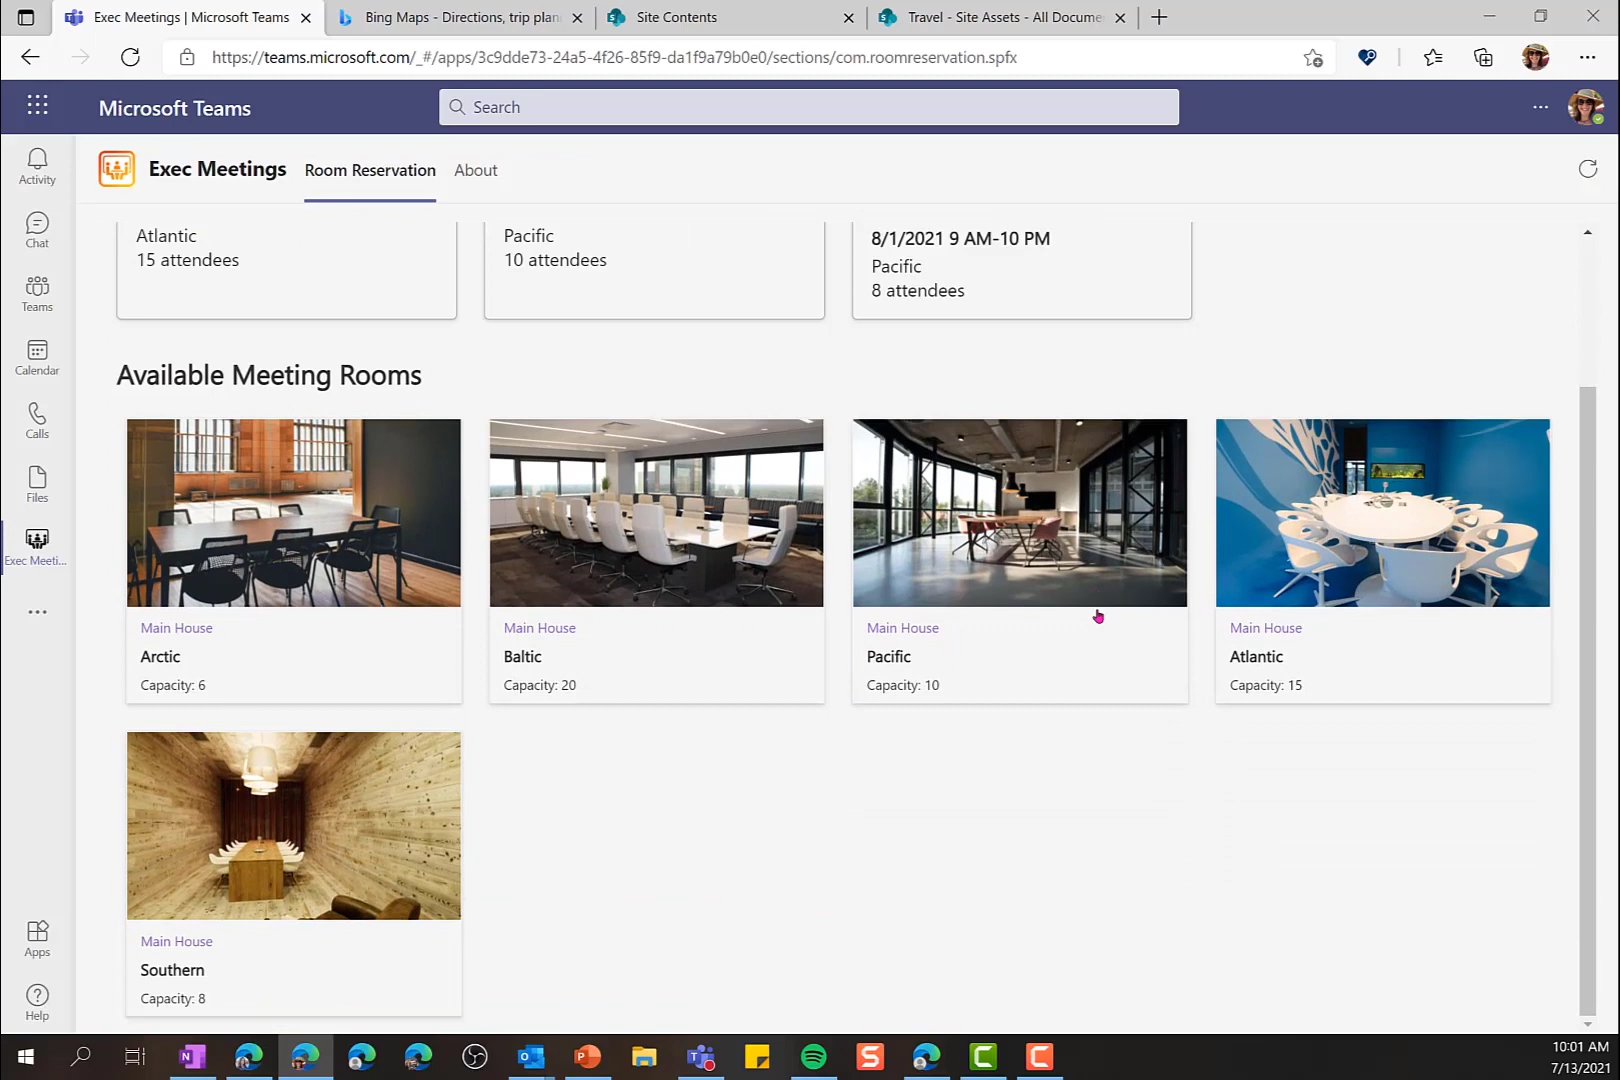 Exec Meetings | Microsoft Teams
Bing Maps - Directions, trip plan
Site Contents
Travel - Site Assets - All Docume
https://teams.microsoft.com/_#/apps/3c9dde73-24a5-4f26-85f9-da1f9a79b0e0/sections/com.roomreservation.spfx
Microsoft Teams
Search
Activity
Chat
Teams
Calendar
Calls
Files
Exec Meeti...
Apps
Help
Exec Meetings
Room Reservation
About
Atlantic
15 attendees
Pacific
10 attendees
8/1/2021 9 AM-10 PM
Pacific
8 attendees
Available Meeting Rooms
Main House
Arctic
Capacity: 6
Main House
Baltic
Capacity: 20
Main House
Pacific
Capacity: 10
Main House
Atlantic
Capacity: 15
Main House
Southern
Capacity: 8
10:01 AM
7/13/2021